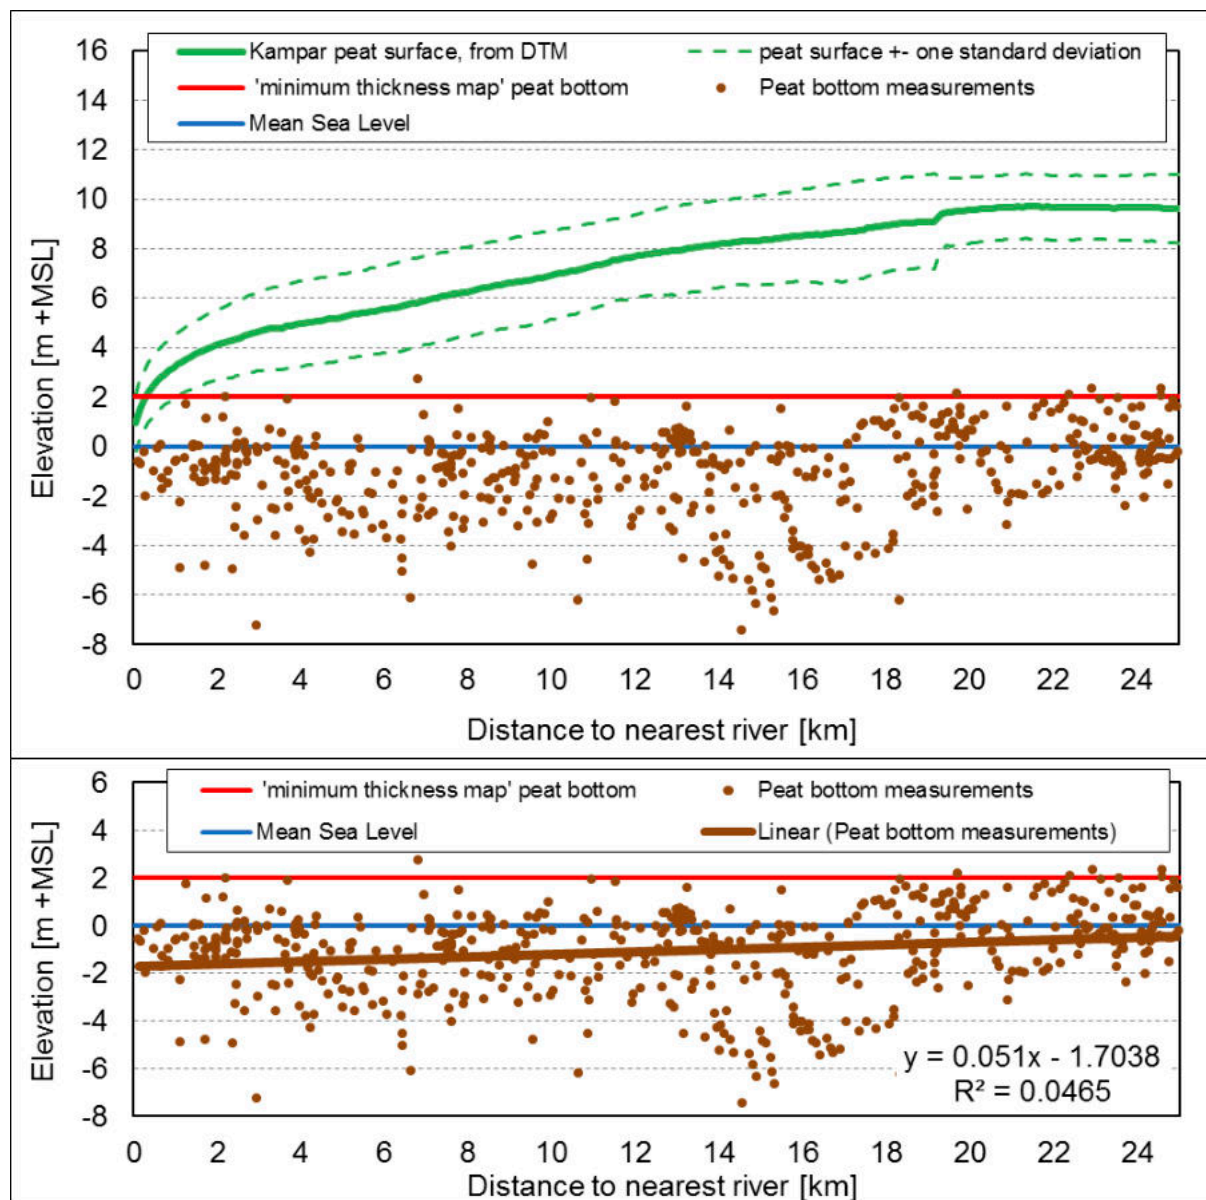 Kampar peat surface, from DTM
peat surface +- one standard deviation
'minimum thickness map' peat bottom
Peat bottom measurements
Mean Sea Level
Elevation [m +MSL]
16
14
12
10
8
6
4
2
0
-2
-4
-6
-8
0 2 4 6 8 10 12 14 16 18 20 22 24
Distance to nearest river [km]
'minimum thickness map' peat bottom
Peat bottom measurements
Mean Sea Level
Linear (Peat bottom measurements)
Elevation [m +MSL]
6
4
2
0
-2
-4
-6
-8
y = 0.051x - 1.7038
R² = 0.0465
0 2 4 6 8 10 12 14 16 18 20 22 24
Distance to nearest river [km]